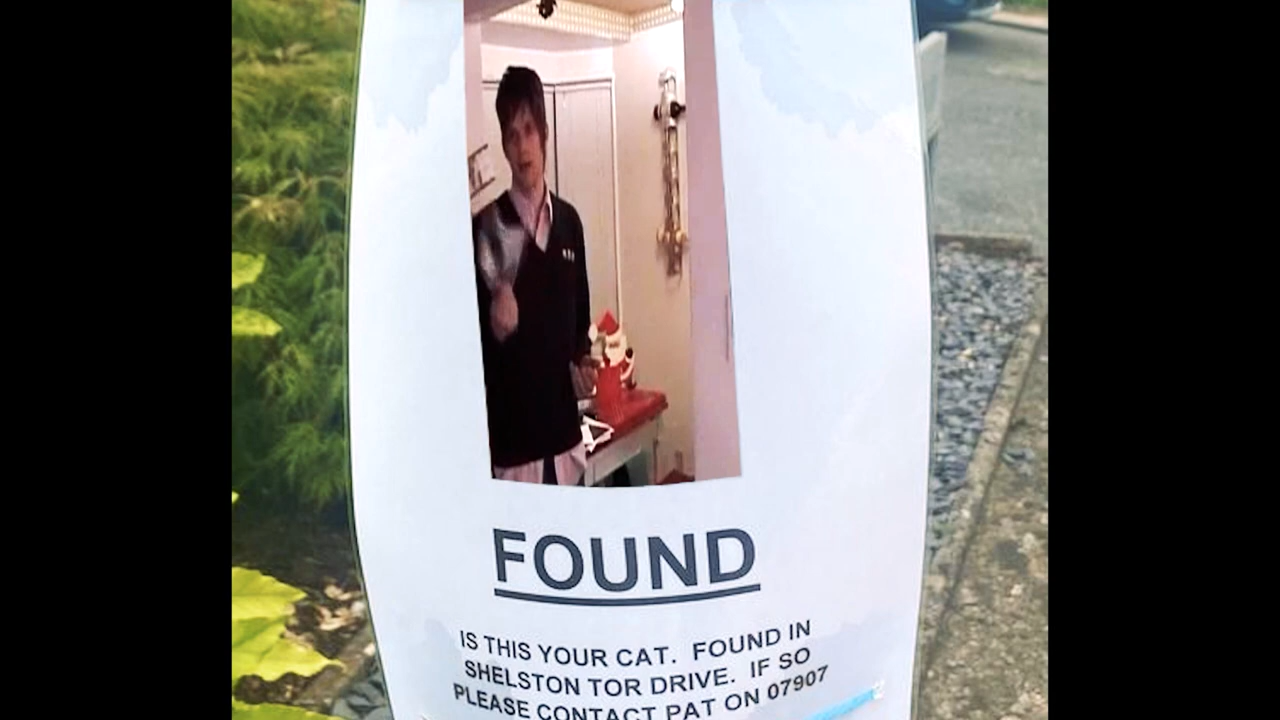 FOUND
IS THIS YOUR CAT. FOUND IN
SHELSTON TOR DRIVE. IF SO
PLEASE CONTACT PAT ON 07907